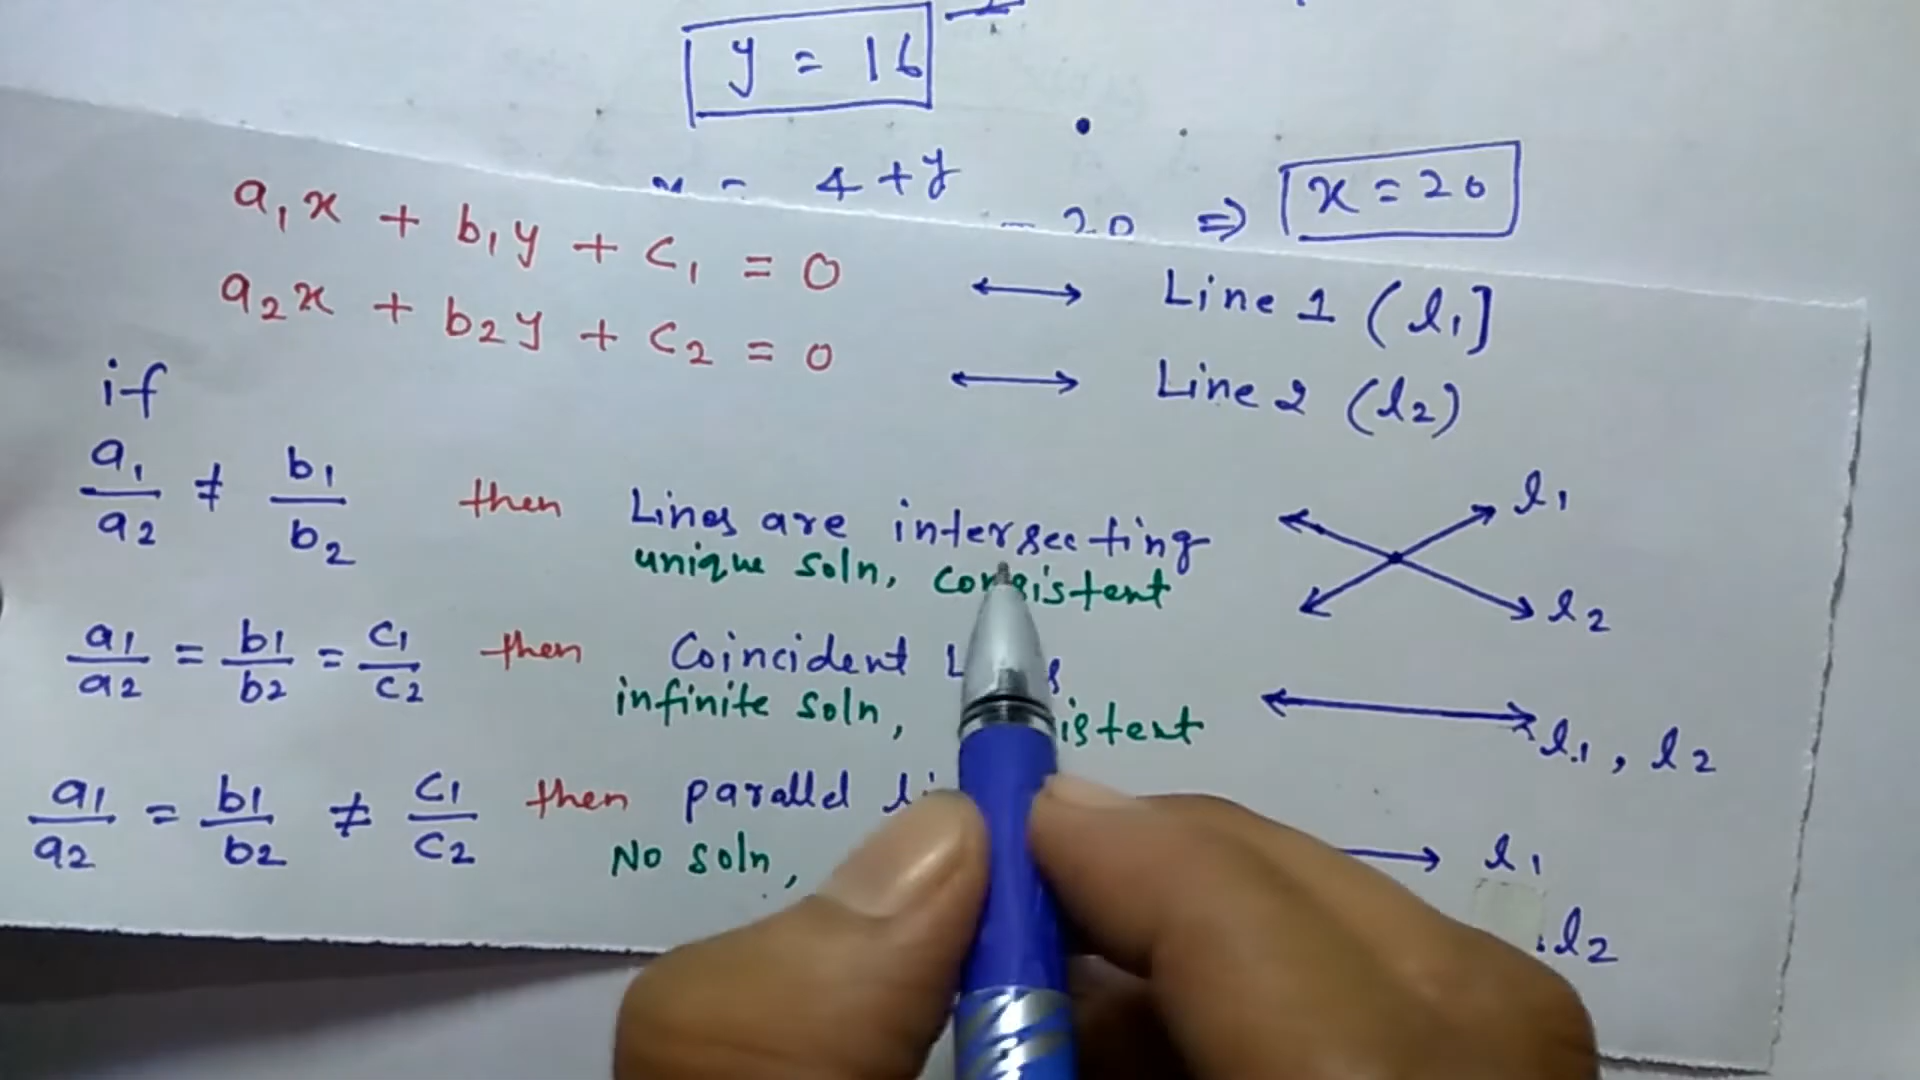 y = 16
= 4 + y
= 20 ⇒ x = 20
a₁x + b₁y + c₁ = 0 ⟷ Line 1 (l₁]
a₂x + b₂y + c₂ = 0 ⟷ Line 2 (l₂)
if
a₁/a₂ ≠ b₁/b₂ then Lines are intersecting l₁
unique soln, consistent l₂
a₁/a₂ = b₁/b₂ = c₁/c₂ then Coincident
infinite soln, l₁, l₂
a₁/a₂ = b₁/b₂ ≠ c₁/c₂ then parallel l₁
No soln, l₂